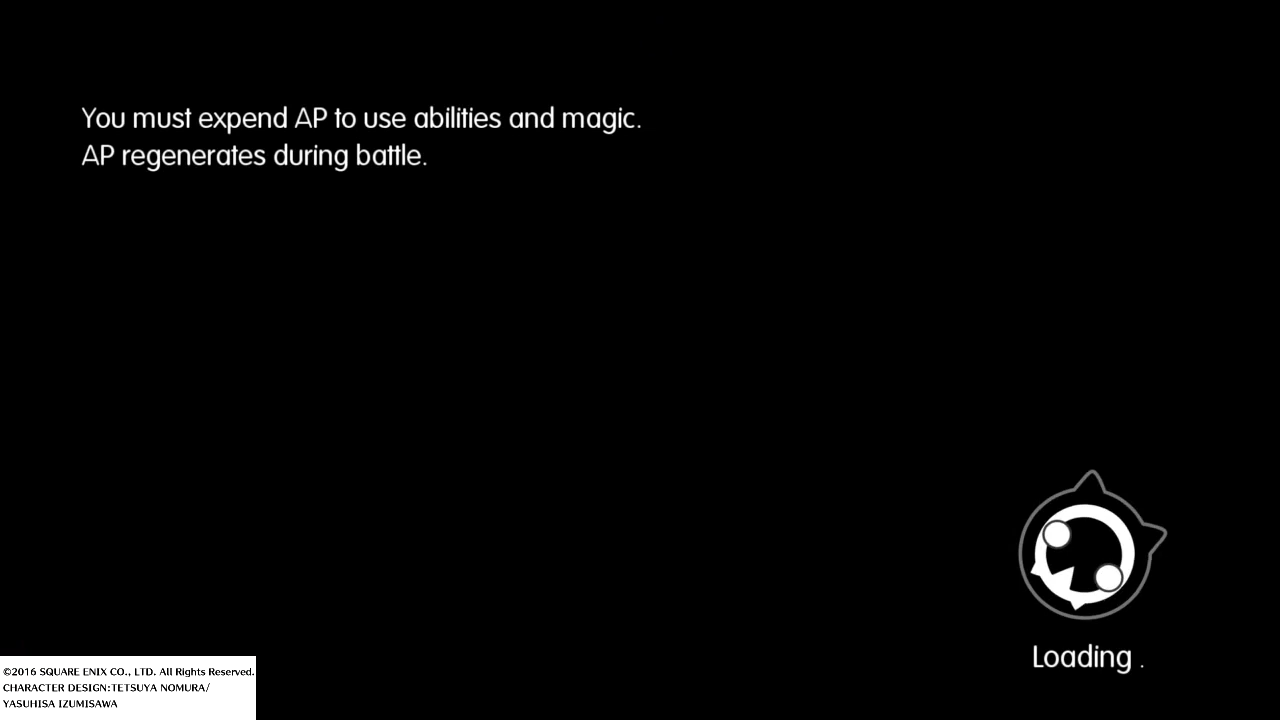 You must expend AP to use abilities and magic.
AP regenerates during battle.
Loading .
©2016 SQUARE ENIX CO., LTD. All Rights Reserved.
CHARACTER DESIGN:TETSUYA NOMURA/
YASUHISA IZUMISAWA